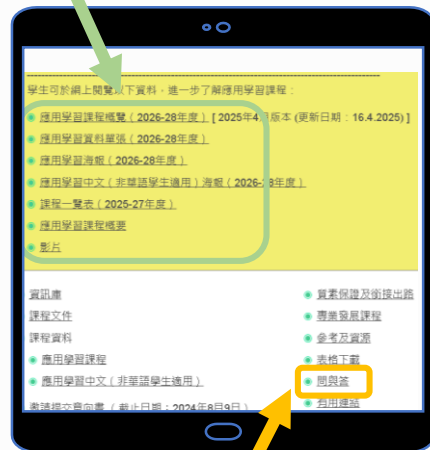 學生可於網上閱覽以下資料，進一步了解應用學習課程：
應用學習課程概覽（2026-28年度）[ 2025年4月版本 (更新日期：16.4.2025) ]
應用學習資料單張（2026-28年度）
應用學習海報（2026-28年度）
應用學習中文（非華語學生適用）海報（2026-28年度）
課程一覽表（2025-27年度）
應用學習課程概要
影片
資訊庫
課程文件
課程資料
應用學習課程
應用學習中文（非華語學生適用）
邀請提交意向書（截止日期：2024年8月9日）
質素保證及銜接出路
專業發展課程
參考及資源
表格下載
問與答
有用連結